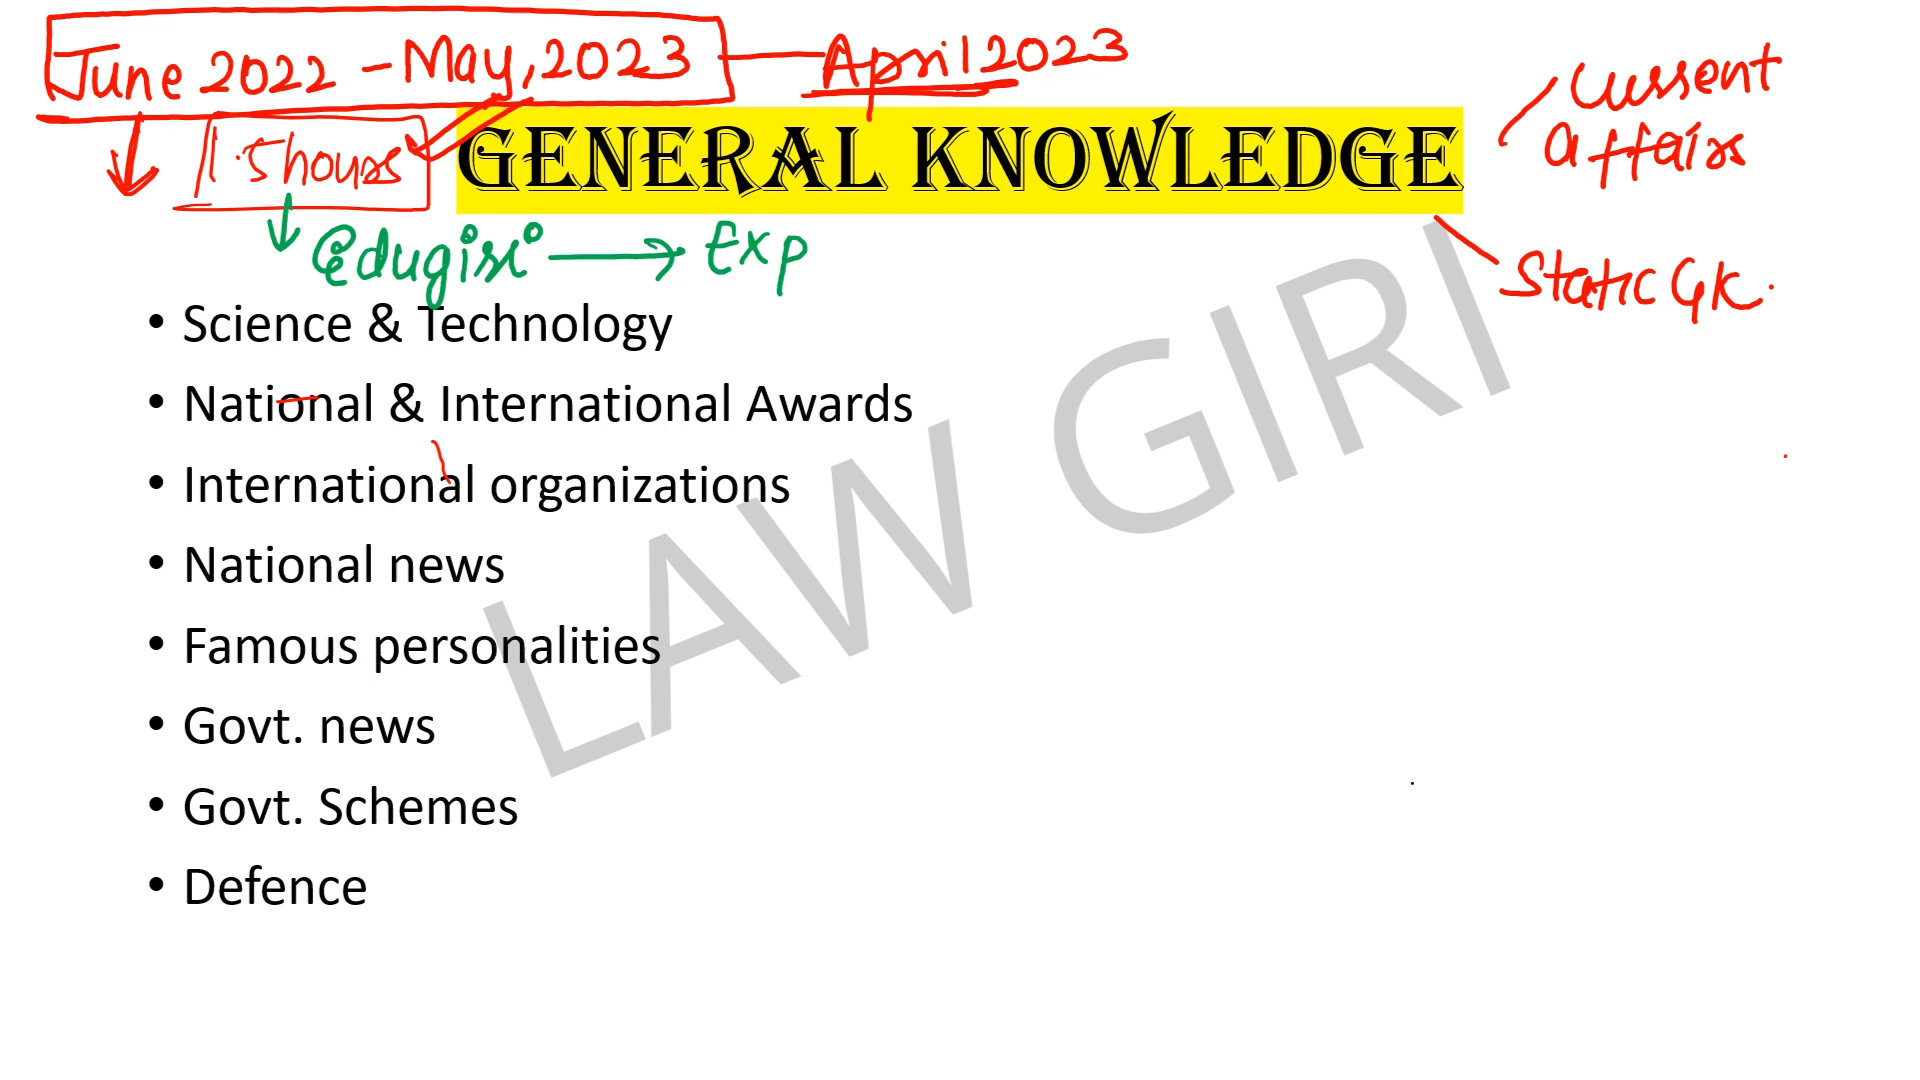 June 2022 - May, 2023 — April 2023
Current
Affairs
1.5 hours
GENERAL KNOWLEDGE
@edugiri → Exp
Static GK.
• Science & Technology
• National & International Awards
• International organizations
• National news
• Famous personalities
• Govt. news
• Govt. Schemes
• Defence
LAW GIRI